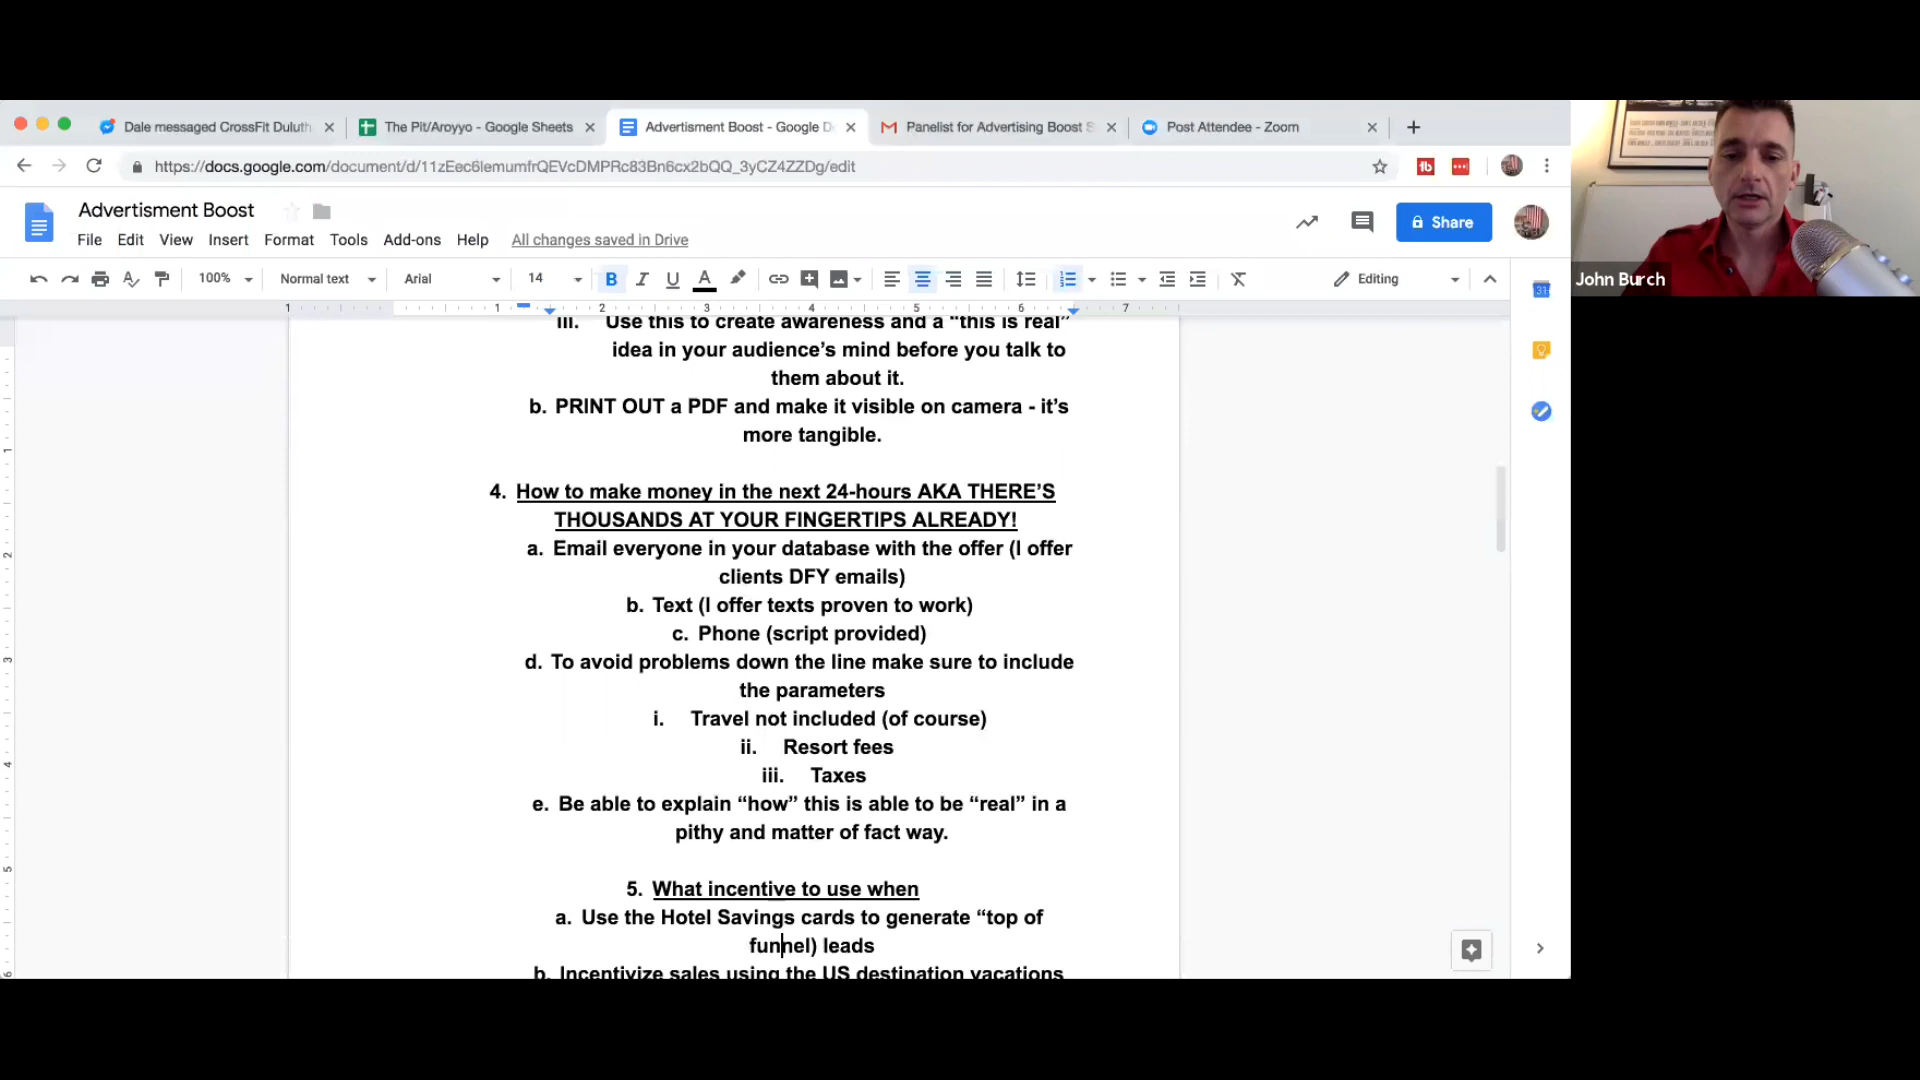 Dale messaged CrossFit Duluth
The Pit/Aroyyo - Google Sheets
Advertisment Boost - Google D
Panelist for Advertising Boost S
Post Attendee - Zoom
https://docs.google.com/document/d/11zEec6lemumfrQEVcDMPRc83Bn6cx2bQQ_3yCZ4ZZDg/edit
Advertisment Boost
File Edit View Insert Format Tools Add-ons Help All changes saved in Drive
Share
100% Normal text Arial 14 Editing
John Burch
1 1 2 3 4 5 6 7
iii. Use this to create awareness and a “this is real”
idea in your audience’s mind before you talk to
them about it.
b. PRINT OUT a PDF and make it visible on camera - it’s
more tangible.
4. How to make money in the next 24-hours AKA THERE’S
THOUSANDS AT YOUR FINGERTIPS ALREADY!
a. Email everyone in your database with the offer (I offer
clients DFY emails)
b. Text (I offer texts proven to work)
c. Phone (script provided)
d. To avoid problems down the line make sure to include
the parameters
i. Travel not included (of course)
ii. Resort fees
iii. Taxes
e. Be able to explain “how” this is able to be “real” in a
pithy and matter of fact way.
5. What incentive to use when
a. Use the Hotel Savings cards to generate “top of
funnel) leads
b. Incentivize sales using the US destination vacations